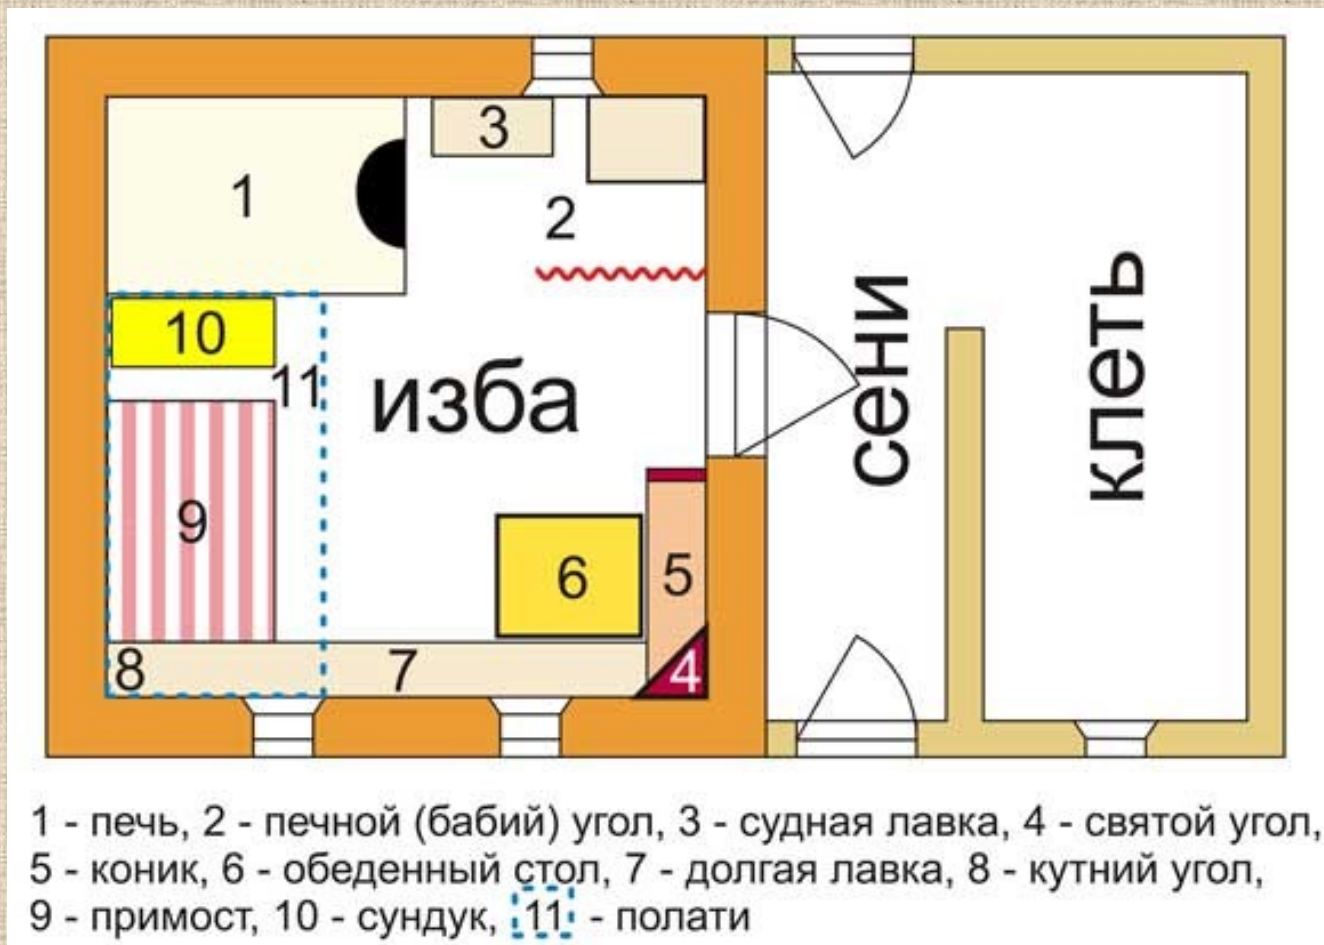 3
1
2
10
11
изба
сени
клеть
9
6
5
8
7
4
1 - печь, 2 - печной (бабий) угол, 3 - судная лавка, 4 - святой угол,
5 - коник, 6 - обеденный стол, 7 - долгая лавка, 8 - кутний угол,
9 - примост, 10 - сундук, 11 - полати